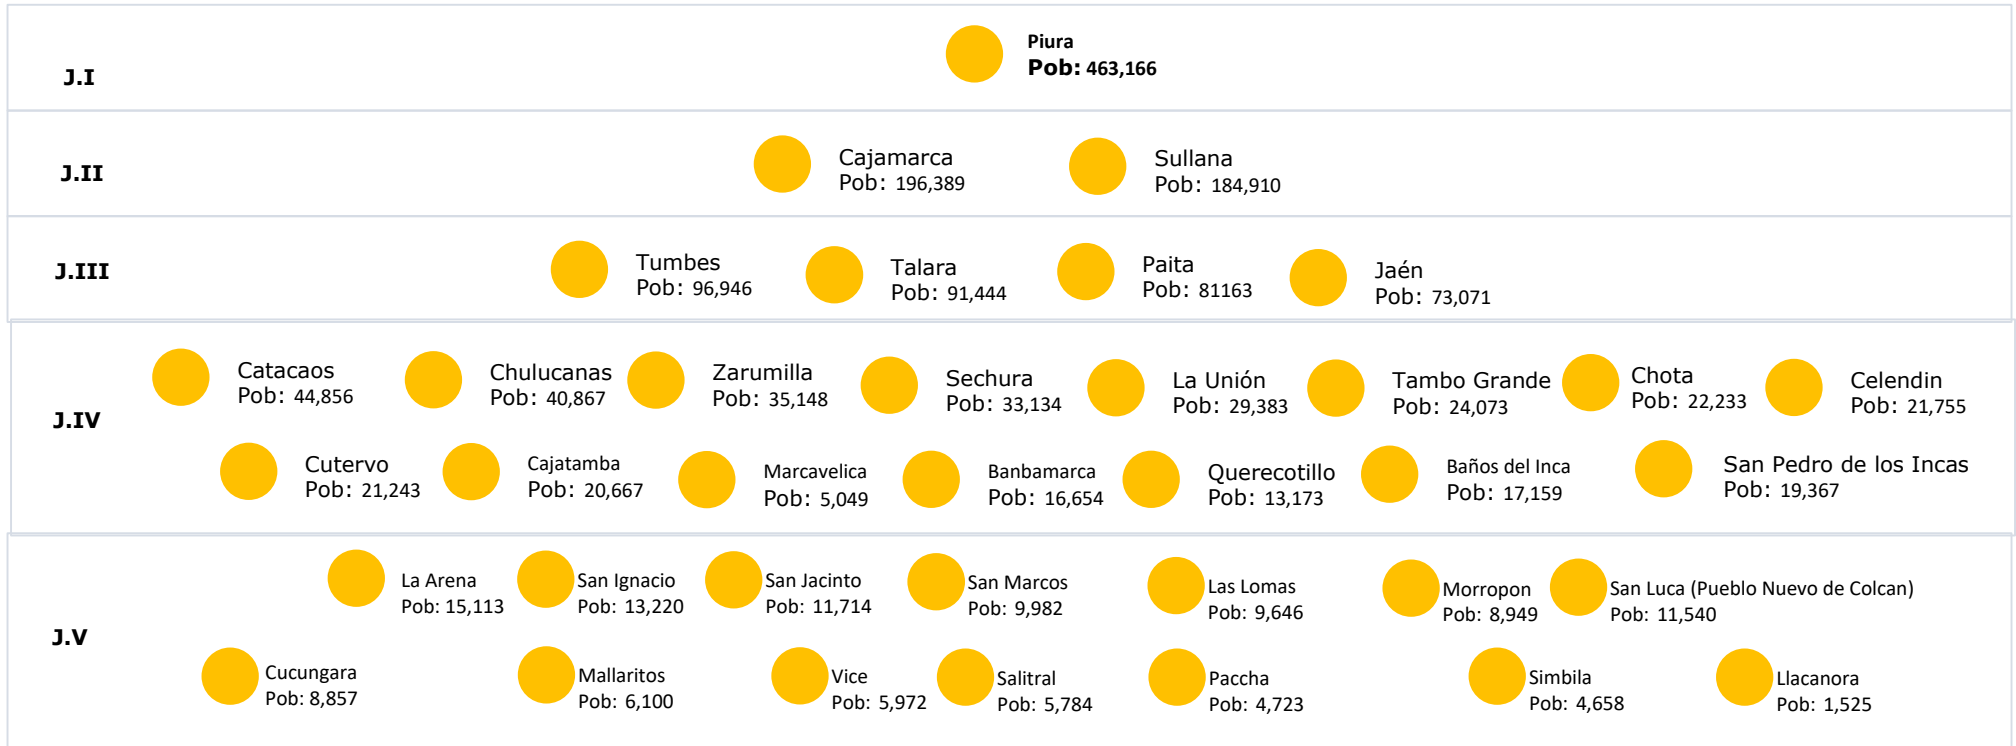 J.I
Piura
Pob: 463,166
J.II
Cajamarca
Pob: 196,389
Sullana
Pob: 184,910
J.III
Tumbes
Pob: 96,946
Talara
Pob: 91,444
Paita
Pob: 81163
Jaén
Pob: 73,071
J.IV
Catacaos
Pob: 44,856
Chulucanas
Pob: 40,867
Zarumilla
Pob: 35,148
Sechura
Pob: 33,134
La Unión
Pob: 29,383
Tambo Grande
Pob: 24,073
Chota
Pob: 22,233
Celendin
Pob: 21,755
Cutervo
Pob: 21,243
Cajatamba
Pob: 20,667
Marcavelica
Pob: 5,049
Banbamarca
Pob: 16,654
Querecotillo
Pob: 13,173
Baños del Inca
Pob: 17,159
San Pedro de los Incas
Pob: 19,367
J.V
La Arena
Pob: 15,113
San Ignacio
Pob: 13,220
San Jacinto
Pob: 11,714
San Marcos
Pob: 9,982
Las Lomas
Pob: 9,646
Morropon
Pob: 8,949
San Luca (Pueblo Nuevo de Colcan)
Pob: 11,540
Cucungara
Pob: 8,857
Mallaritos
Pob: 6,100
Vice
Pob: 5,972
Salitral
Pob: 5,784
Paccha
Pob: 4,723
Simbila
Pob: 4,658
Llacanora
Pob: 1,525